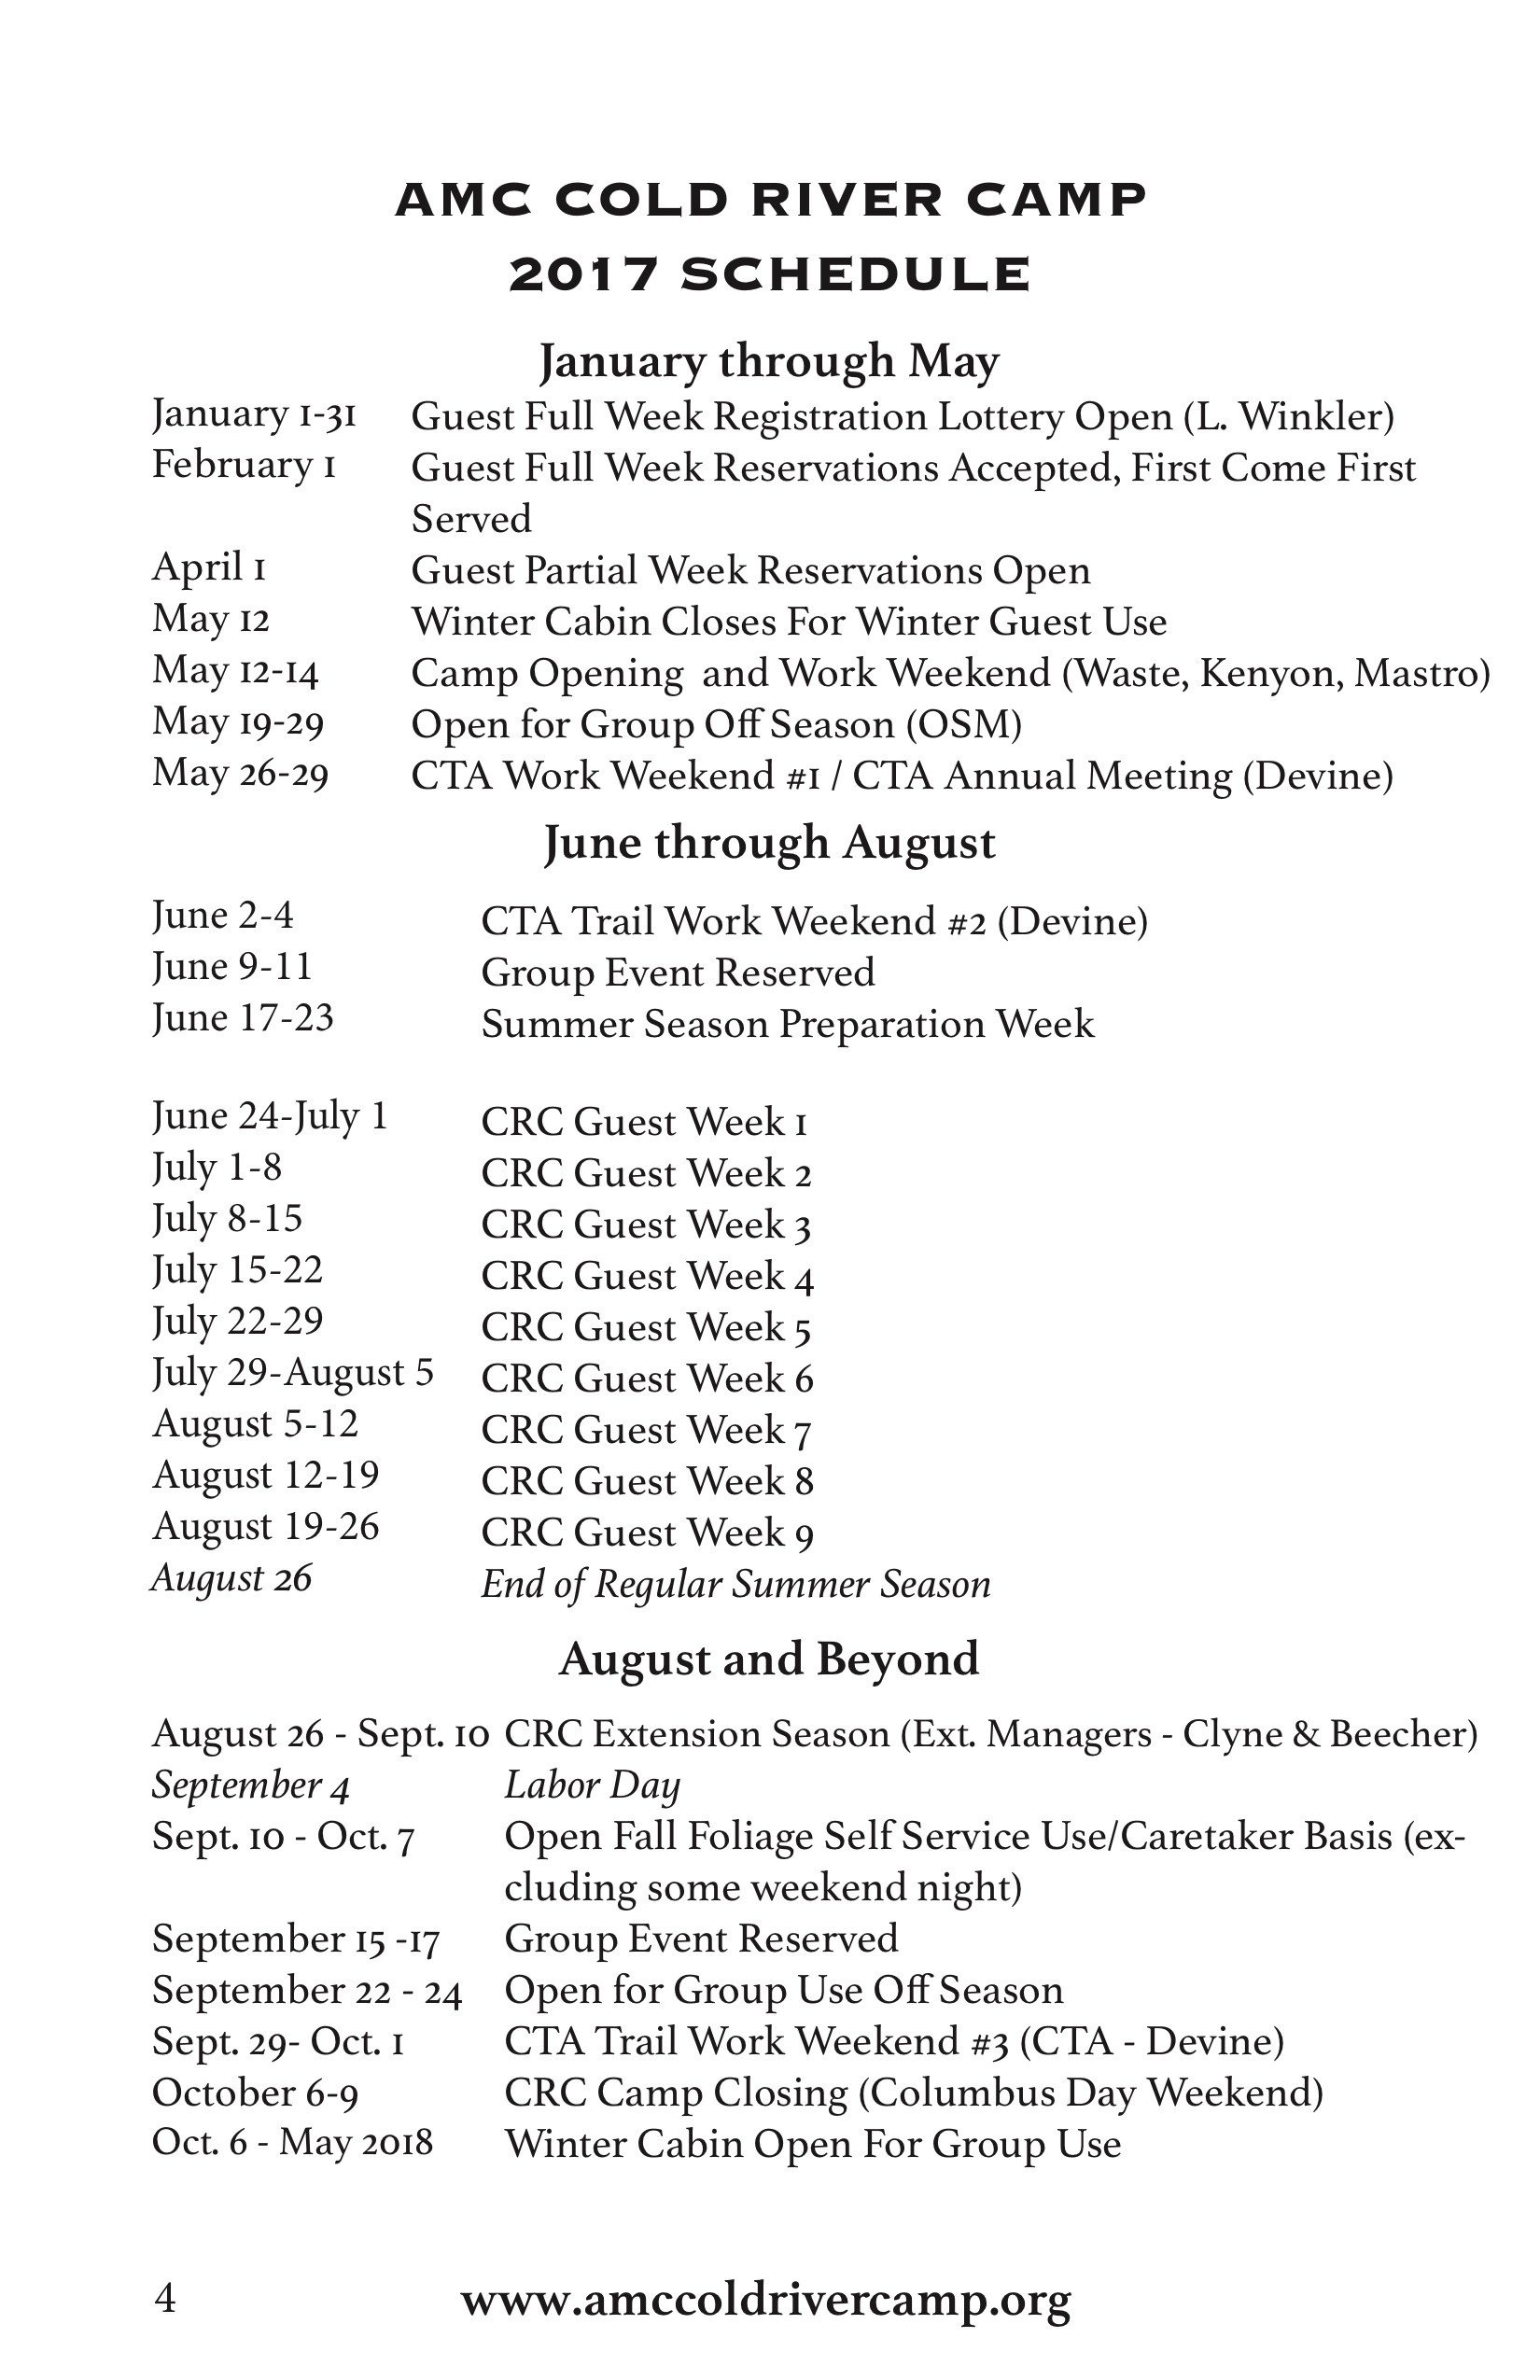 AMC COLD RIVER CAMP
2017 SCHEDULE
January through May
January 1-31 Guest Full Week Registration Lottery Open (L. Winkler)
February 1 Guest Full Week Reservations Accepted, First Come First
Served
April 1 Guest Partial Week Reservations Open
May 12 Winter Cabin Closes For Winter Guest Use
May 12-14 Camp Opening  and Work Weekend (Waste, Kenyon, Mastro)
May 19-29 Open for Group Off Season (OSM)
May 26-29 CTA Work Weekend #1 / CTA Annual Meeting (Devine)
June through August
June 2-4 CTA Trail Work Weekend #2 (Devine)
June 9-11 Group Event Reserved
June 17-23 Summer Season Preparation Week
June 24-July 1 CRC Guest Week 1
July 1-8 CRC Guest Week 2
July 8-15 CRC Guest Week 3
July 15-22 CRC Guest Week 4
July 22-29 CRC Guest Week 5
July 29-August 5 CRC Guest Week 6
August 5-12 CRC Guest Week 7
August 12-19 CRC Guest Week 8
August 19-26 CRC Guest Week 9
August 26 End of Regular Summer Season
August and Beyond
August 26 - Sept. 10 CRC Extension Season (Ext. Managers - Clyne & Beecher)
September 4 Labor Day
Sept. 10 - Oct. 7 Open Fall Foliage Self Service Use/Caretaker Basis (ex-
cluding some weekend night)
September 15 -17 Group Event Reserved
September 22 - 24 Open for Group Use Off Season
Sept. 29- Oct. 1 CTA Trail Work Weekend #3 (CTA - Devine)
October 6-9 CRC Camp Closing (Columbus Day Weekend)
Oct. 6 - May 2018 Winter Cabin Open For Group Use
4 www.amccoldrivercamp.org